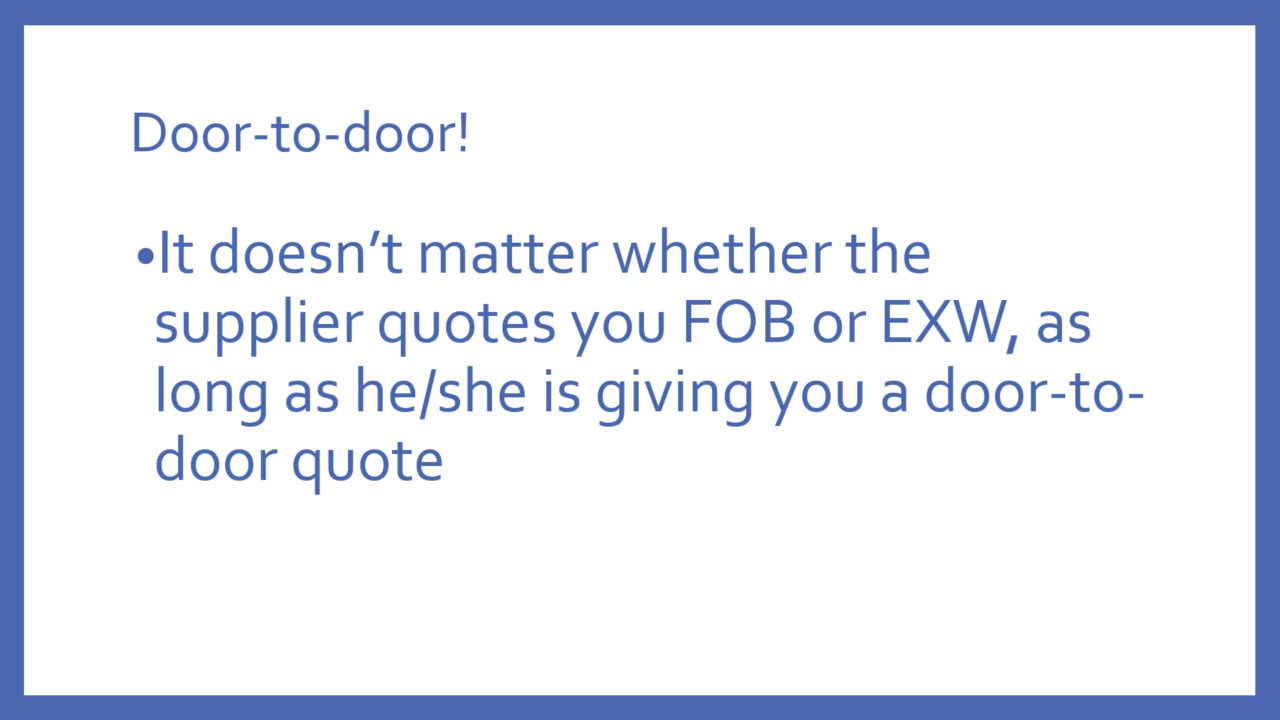 Door-to-door!
•It doesn’t matter whether the
supplier quotes you FOB or EXW, as
long as he/she is giving you a door-to-
door quote